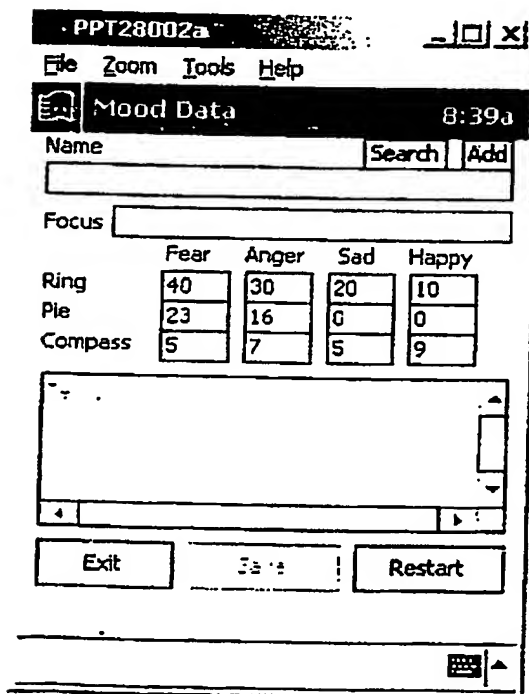 PPT28002a
File Zoom Tools Help
Mood Data 8:39a
Name Search Add
Focus
Fear Anger Sad Happy
Ring 40 30 20 10
Pie 23 16 0 0
Compass 5 7 5 9
Exit Restart